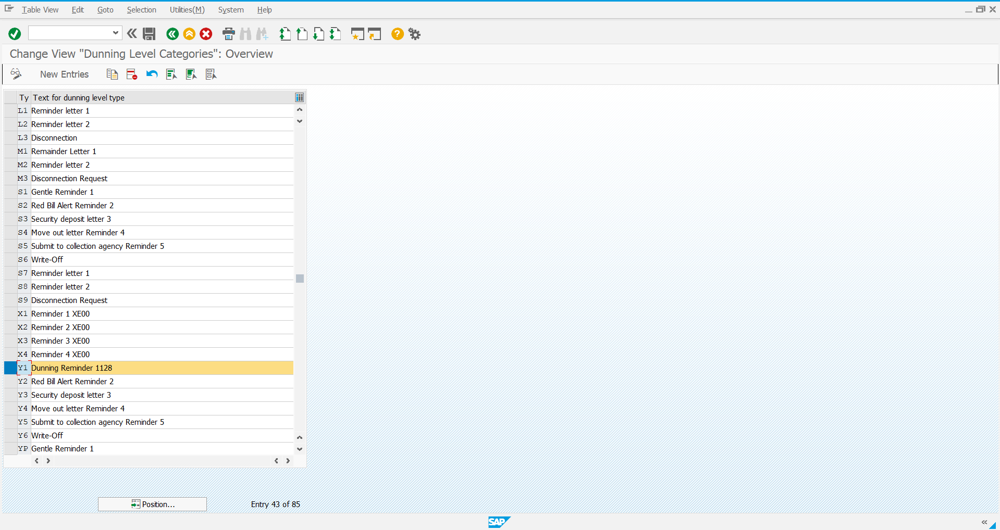 Table View Edit Goto Selection Utilities(M) System Help
Change View "Dunning Level Categories": Overview
New Entries
Ty Text for dunning level type
L1 Reminder letter 1
L2 Reminder letter 2
L3 Disconnection
M1 Remainder Letter 1
M2 Reminder letter 2
M3 Disconnection Request
S1 Gentle Reminder 1
S2 Red Bill Alert Reminder 2
S3 Security deposit letter 3
S4 Move out letter Reminder 4
S5 Submit to collection agency Reminder 5
S6 Write-Off
S7 Reminder letter 1
S8 Reminder letter 2
S9 Disconnection Request
X1 Reminder 1 XE00
X2 Reminder 2 XE00
X3 Reminder 3 XE00
X4 Reminder 4 XE00
Y1 Dunning Reminder 1128
Y2 Red Bill Alert Reminder 2
Y3 Security deposit letter 3
Y4 Move out letter Reminder 4
Y5 Submit to collection agency Reminder 5
Y6 Write-Off
YP Gentle Reminder 1
Position... Entry 43 of 85
SAP